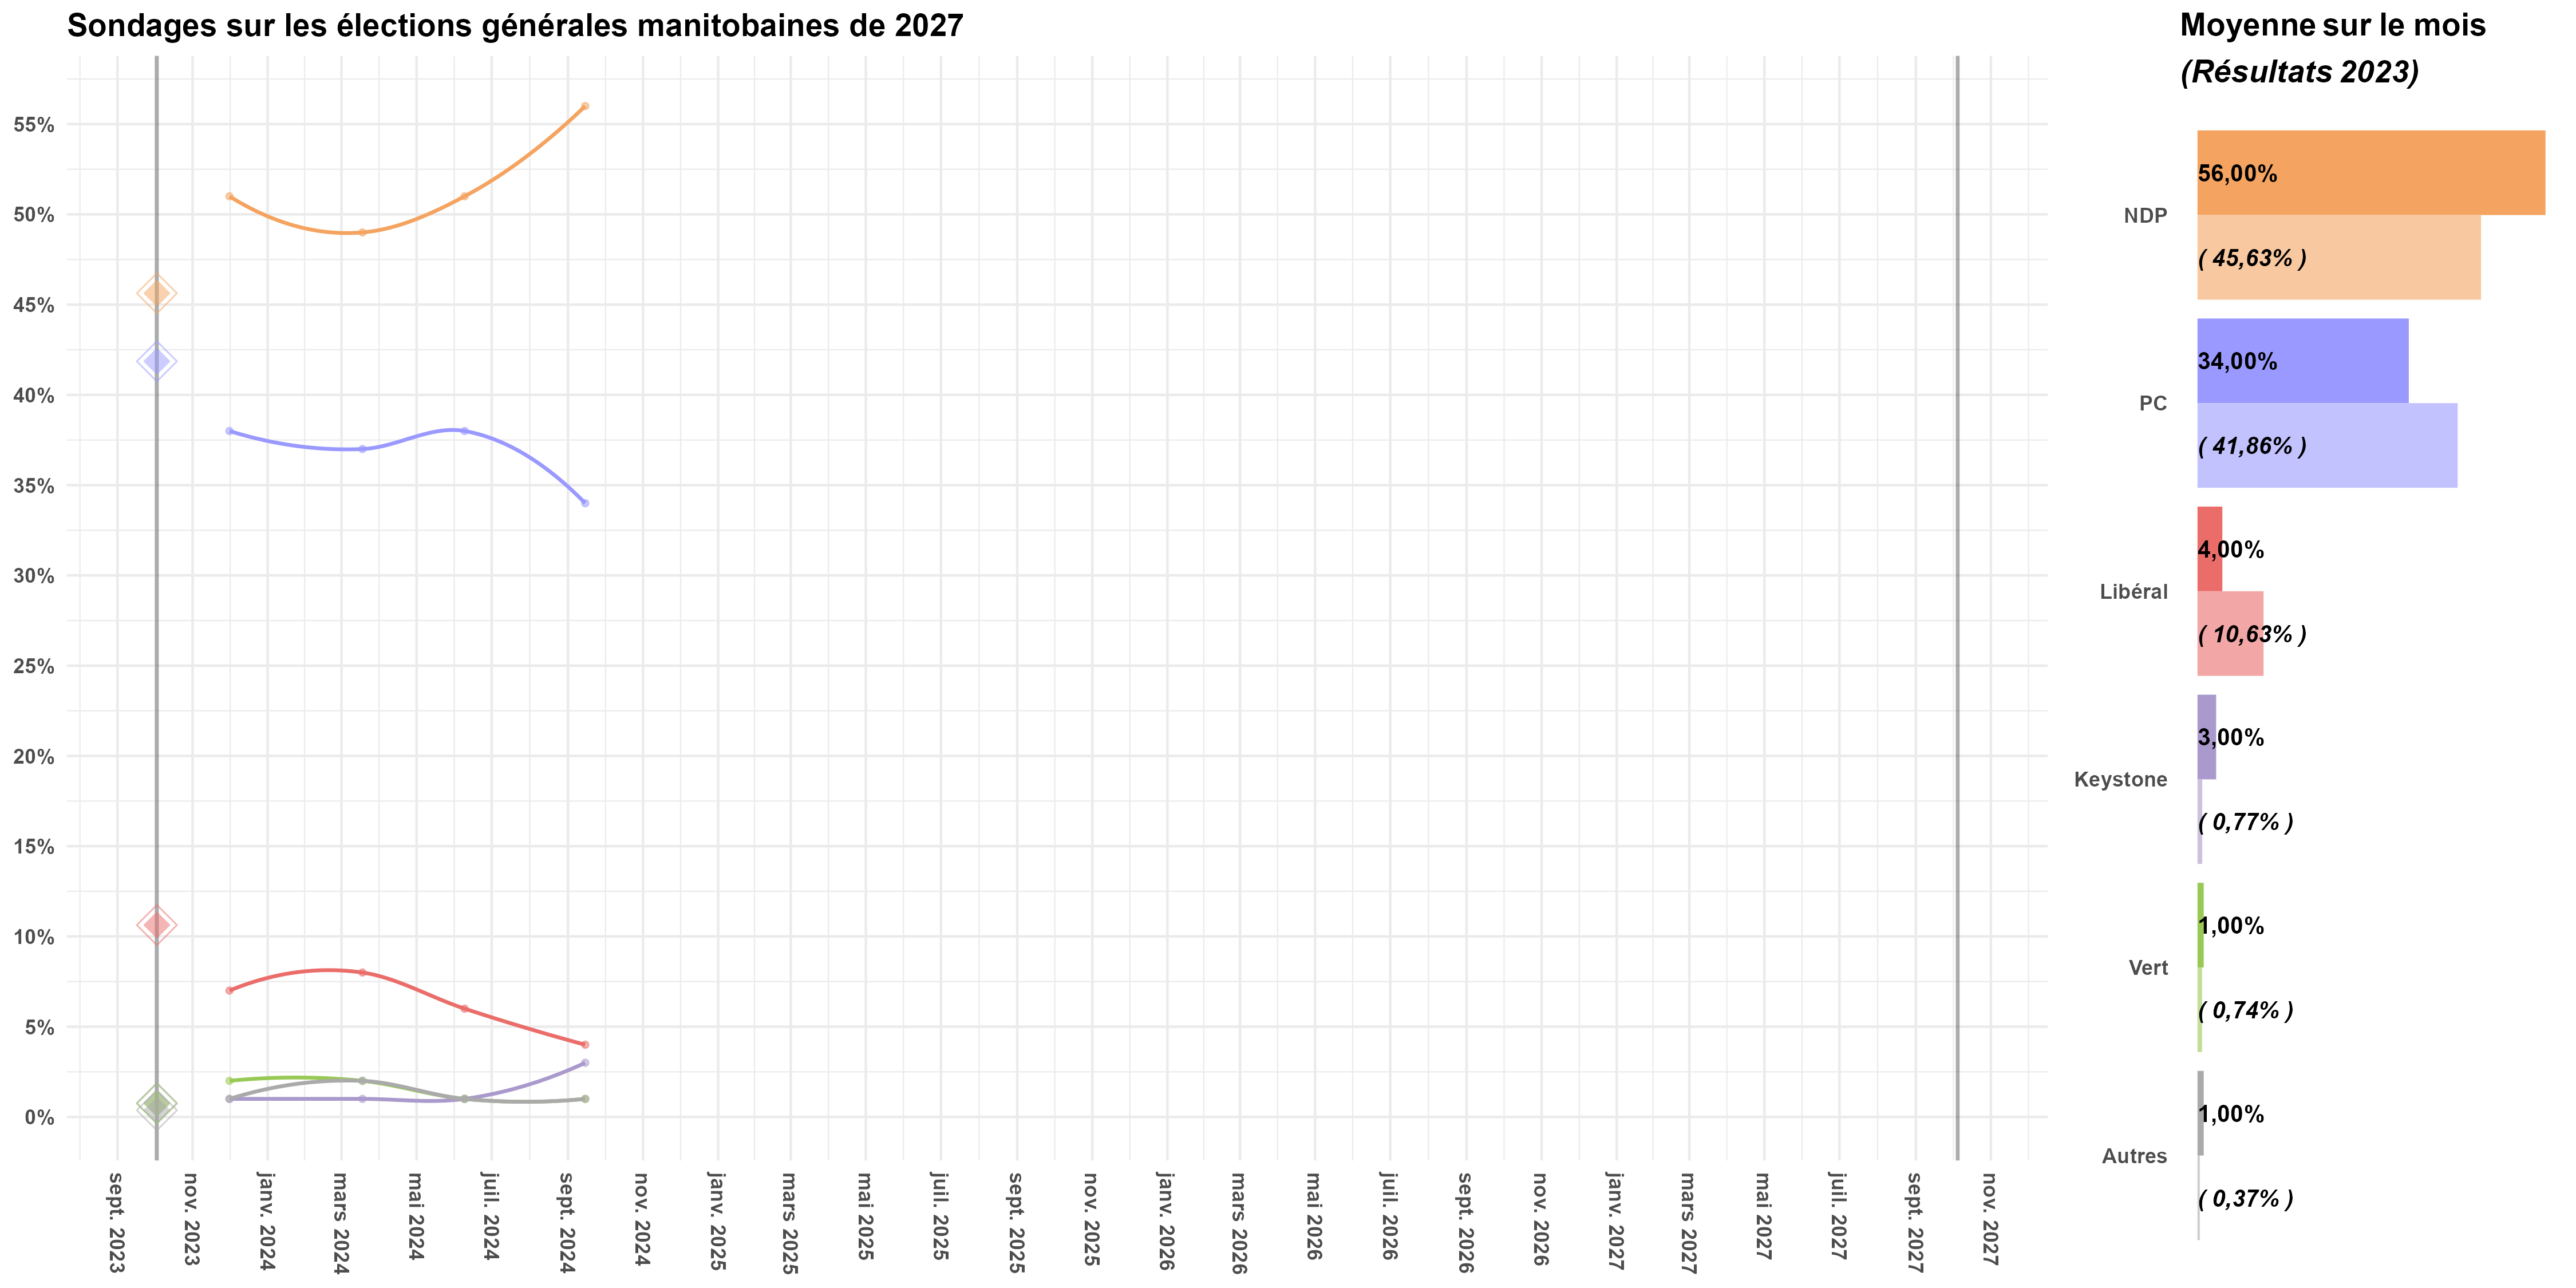 Sondages sur les élections générales manitobaines de 2027
55%
50%
45%
40%
35%
30%
25%
20%
15%
10%
5%
0%
sept. 2023
nov. 2023
janv. 2024
mars 2024
mai 2024
juil. 2024
sept. 2024
nov. 2024
janv. 2025
mars 2025
mai 2025
juil. 2025
sept. 2025
nov. 2025
janv. 2026
mars 2026
mai 2026
juil. 2026
sept. 2026
nov. 2026
janv. 2027
mars 2027
mai 2027
juil. 2027
sept. 2027
nov. 2027
Moyenne sur le mois
(Résultats 2023)
NDP
56,00%
( 45,63% )
PC
34,00%
( 41,86% )
Libéral
4,00%
( 10,63% )
Keystone
3,00%
( 0,77% )
Vert
1,00%
( 0,74% )
Autres
1,00%
( 0,37% )